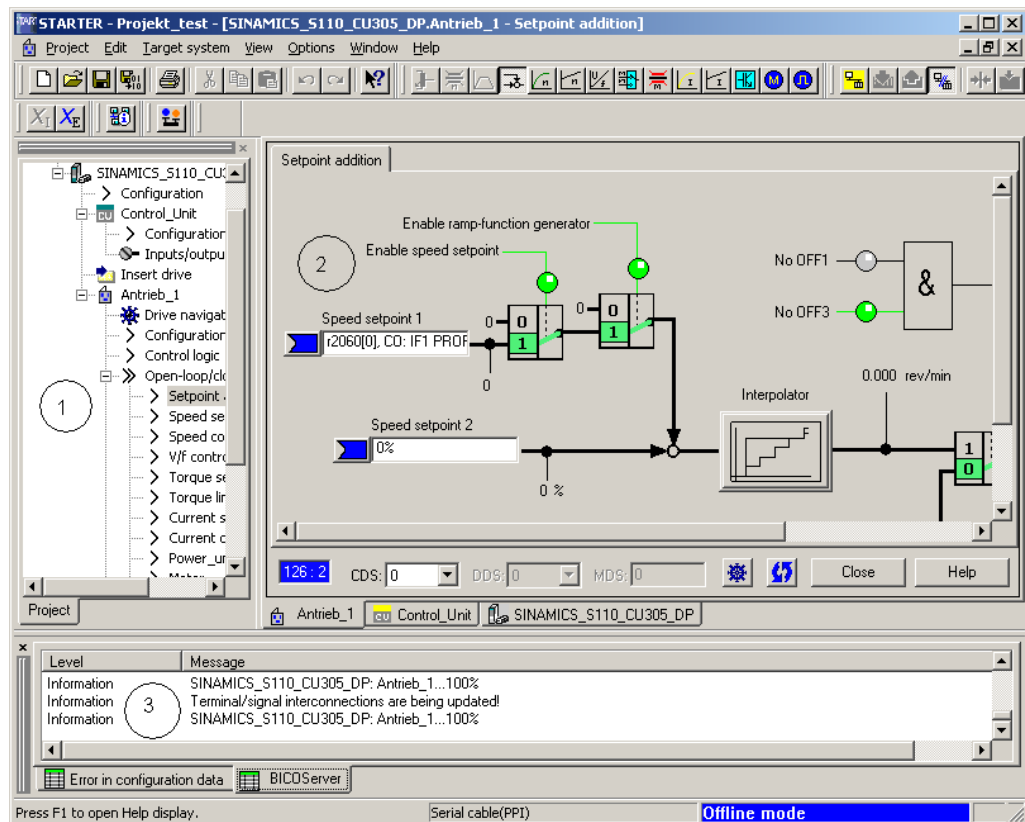 STARTER - Projekt_test - [SINAMICS_S110_CU305_DP.Antrieb_1 - Setpoint addition]
Project Edit Target system View Options Window Help
SINAMICS_S110_CU
Configuration
Control_Unit
Configuration
Inputs/outpu
Insert drive
Antrieb_1
Drive navigat
Configuration
Control logic
Open-loop/clo
Setpoint
Speed se
Speed co
V/f contro
Torque se
Torque lir
Current s
Current c
Power_ur
Project
1
Setpoint addition
2
Enable ramp-function generator
Enable speed setpoint
No OFF1
No OFF3
&
Speed setpoint 1
r2060[0], CO: IF1 PROF
0
0
1
0
0
1
0
Speed setpoint 2
0%
0 %
Interpolator
0.000 rev/min
1
0
126 : 2 CDS: 0 DDS: 0 MDS: 0 Close Help
Antrieb_1 CU Control_Unit SINAMICS_S110_CU305_DP
Level Message
Information SINAMICS_S110_CU305_DP: Antrieb_1...100%
Information Terminal/signal interconnections are being updated!
Information SINAMICS_S110_CU305_DP: Antrieb_1...100%
3
Error in configuration data BICOServer
Press F1 to open Help display. Serial cable(PPI) Offline mode